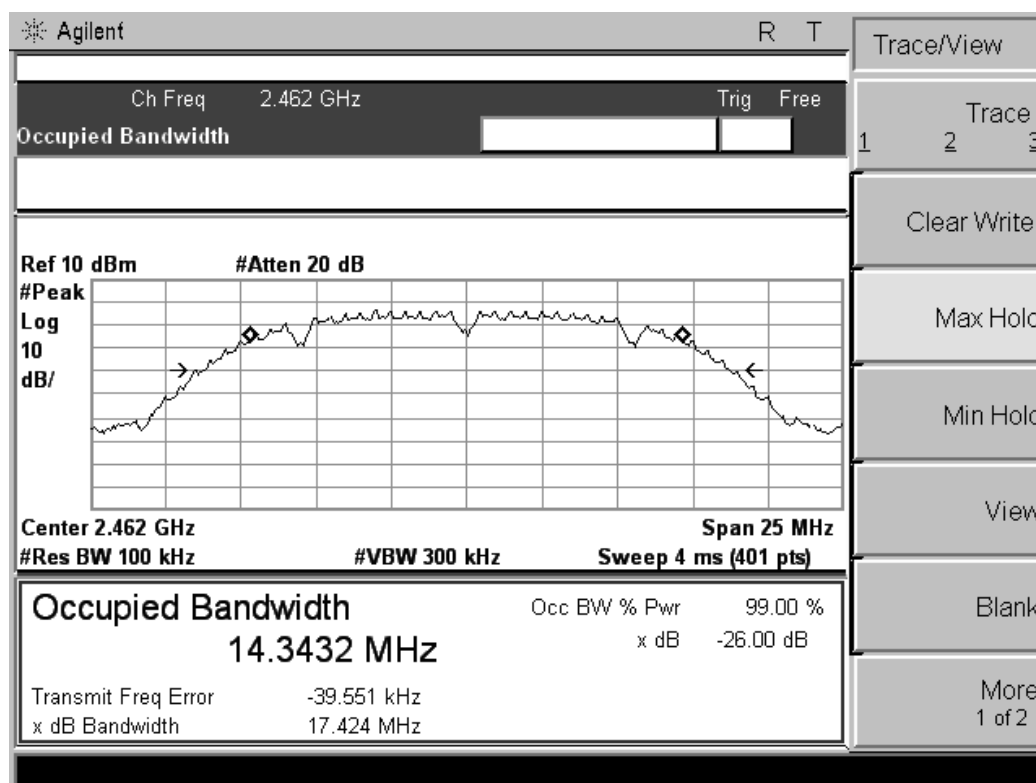 Agilent R T
Trace/View
Ch Freq 2.462 GHz Trig Free
Occupied Bandwidth
Trace
1 2 3
Clear Write
Ref 10 dBm #Atten 20 dB
#Peak
Log
10
dB/
Max Hold
Min Hold
View
Center 2.462 GHz Span 25 MHz
#Res BW 100 kHz #VBW 300 kHz Sweep 4 ms (401 pts)
Occupied Bandwidth Occ BW % Pwr 99.00 %
14.3432 MHz x dB -26.00 dB
Blank
Transmit Freq Error -39.551 kHz
x dB Bandwidth 17.424 MHz
More
1 of 2